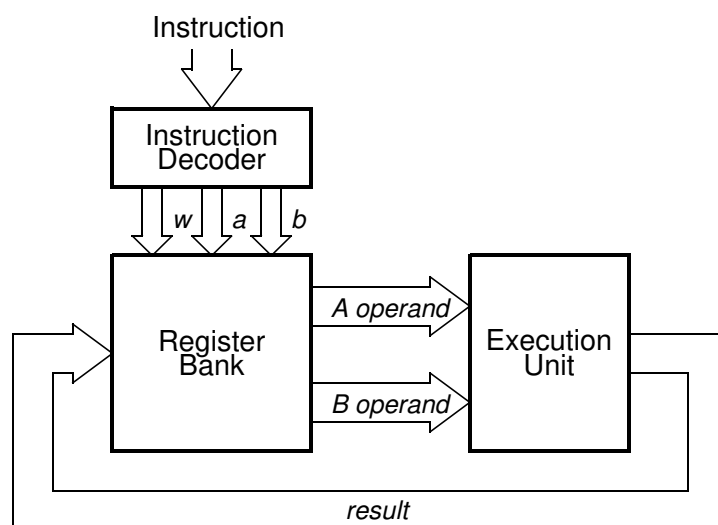 Instruction
Instruction
Decoder
w
a
b
A operand
Register
Bank
Execution
Unit
B operand
result